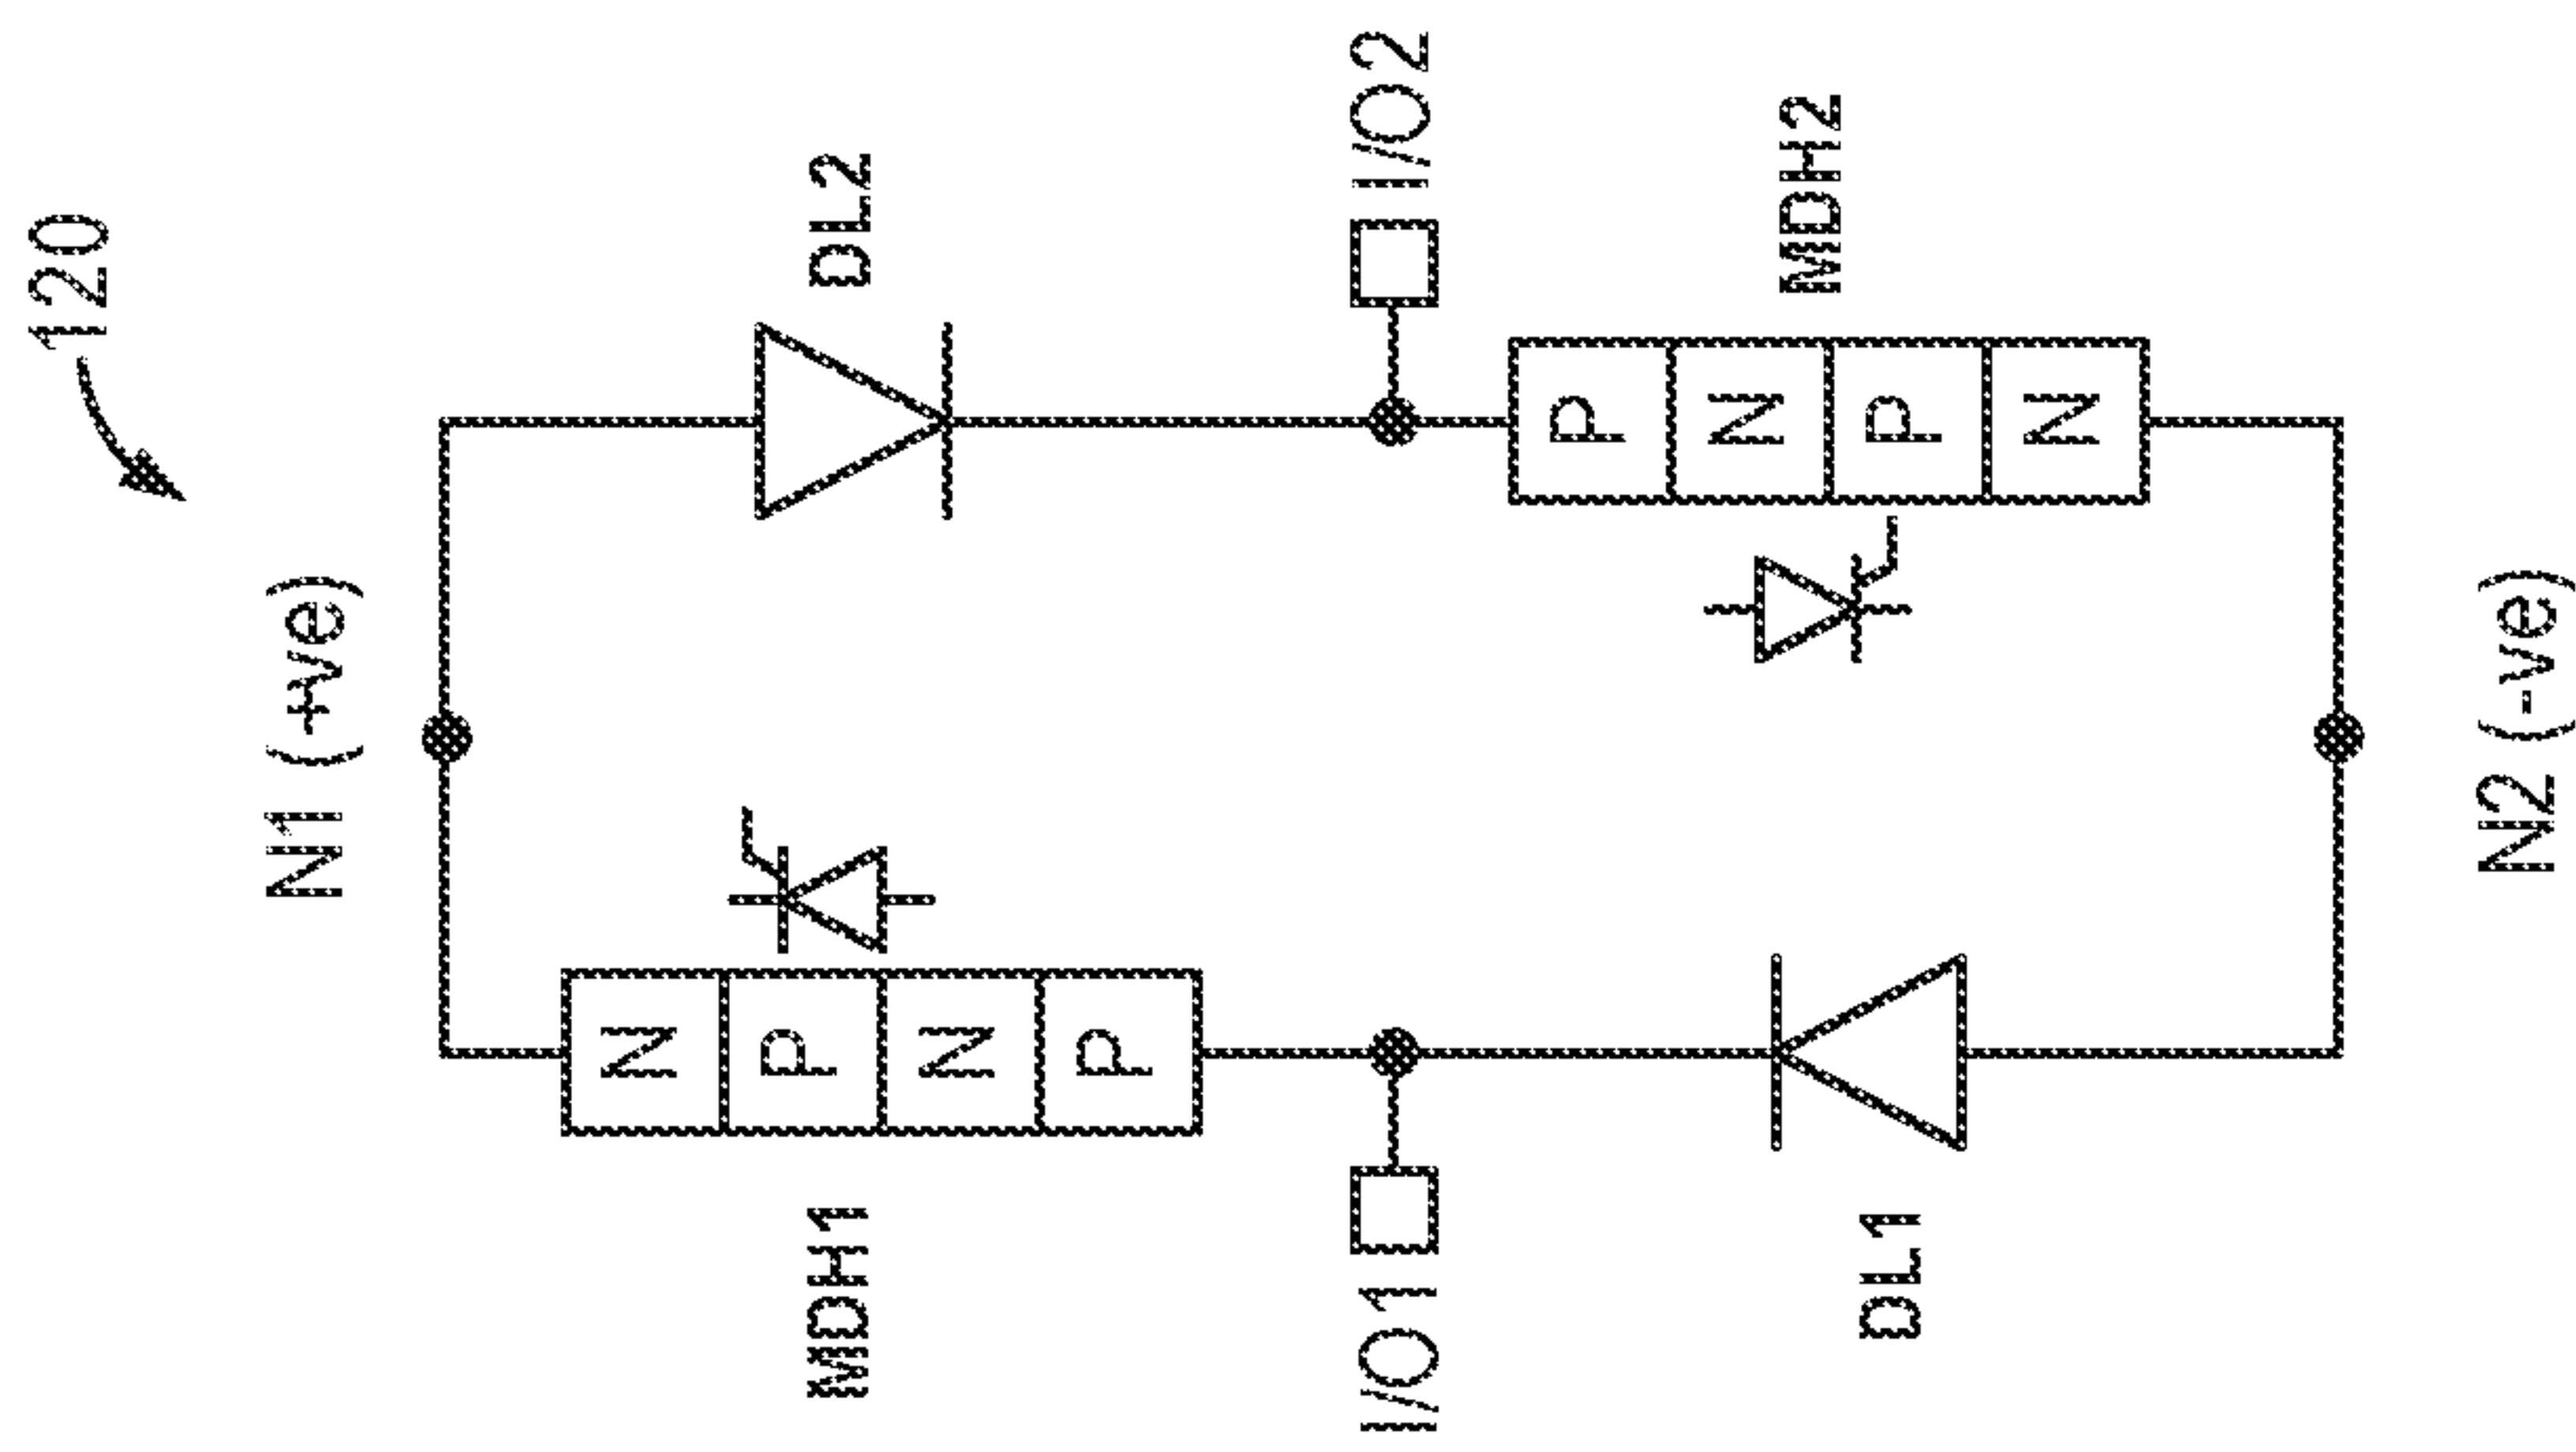 120
N1 (+ve)
MDH1
N
P
N
P
DL2
I/O1
I/O2
DL1
P
N
P
N
MDH2
N2 (-ve)